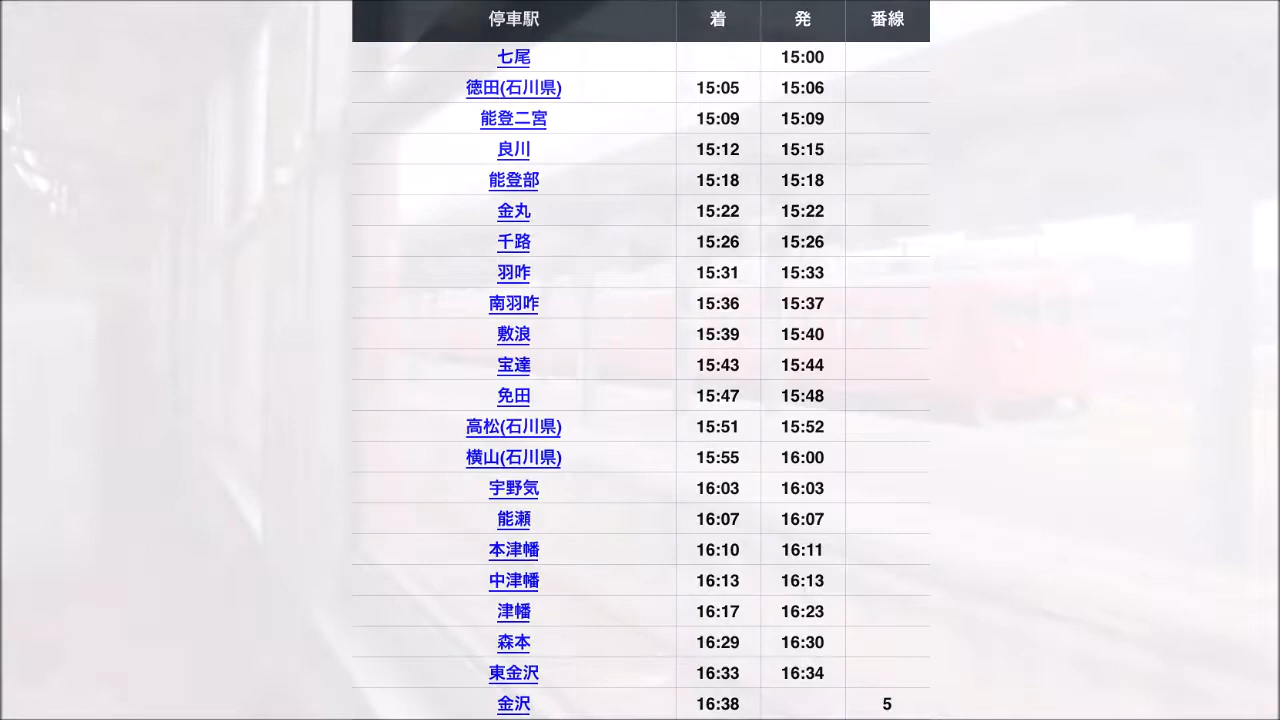 停車駅 着 発 番線
七尾 15:00
徳田(石川県) 15:05 15:06
能登二宮 15:09 15:09
良川 15:12 15:15
能登部 15:18 15:18
金丸 15:22 15:22
千路 15:26 15:26
羽咋 15:31 15:33
南羽咋 15:36 15:37
敷浪 15:39 15:40
宝達 15:43 15:44
免田 15:47 15:48
高松(石川県) 15:51 15:52
横山(石川県) 15:55 16:00
宇野気 16:03 16:03
能瀬 16:07 16:07
本津幡 16:10 16:11
中津幡 16:13 16:13
津幡 16:17 16:23
森本 16:29 16:30
東金沢 16:33 16:34
金沢 16:38 5